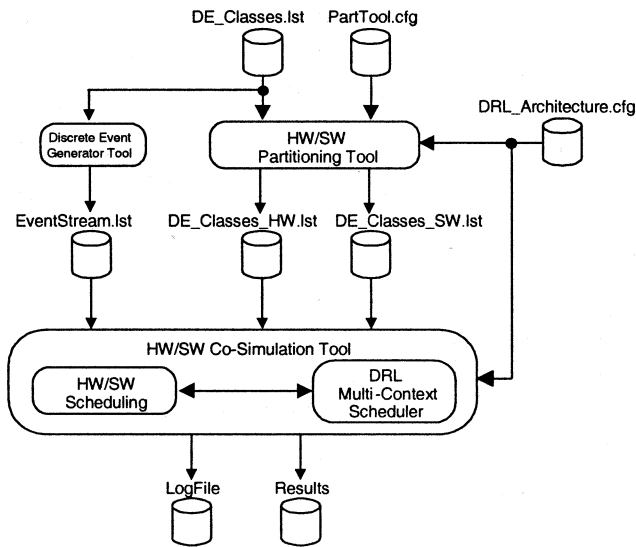 DE_Classes.lst
PartTool.cfg
DRL_Architecture.cfg
Discrete Event
Generator Tool
HW/SW
Partitioning Tool
EventStream.lst
DE_Classes_HW.lst
DE_Classes_SW.lst
HW/SW Co-Simulation Tool
HW/SW
Scheduling
DRL
Multi-Context
Scheduler
LogFile
Results